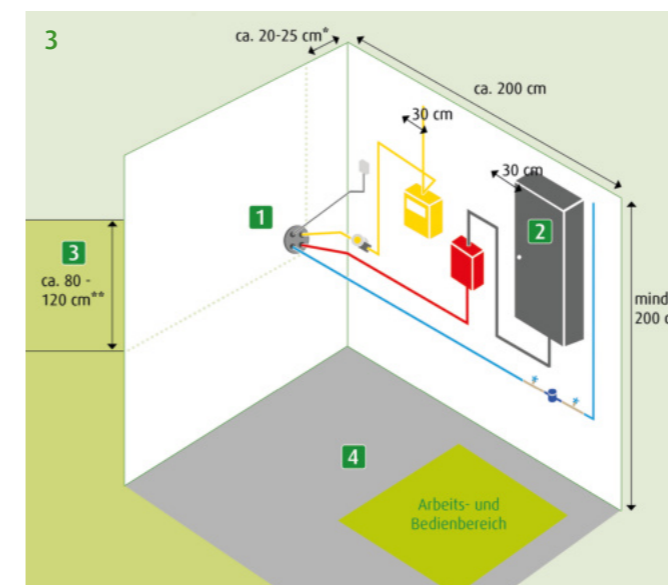 3
ca. 20-25 cm*
ca. 200 cm
30 cm
30 cm
1
2
3
ca. 80 -
120 cm**
200
4
Arbeits- und
Bedienbereich